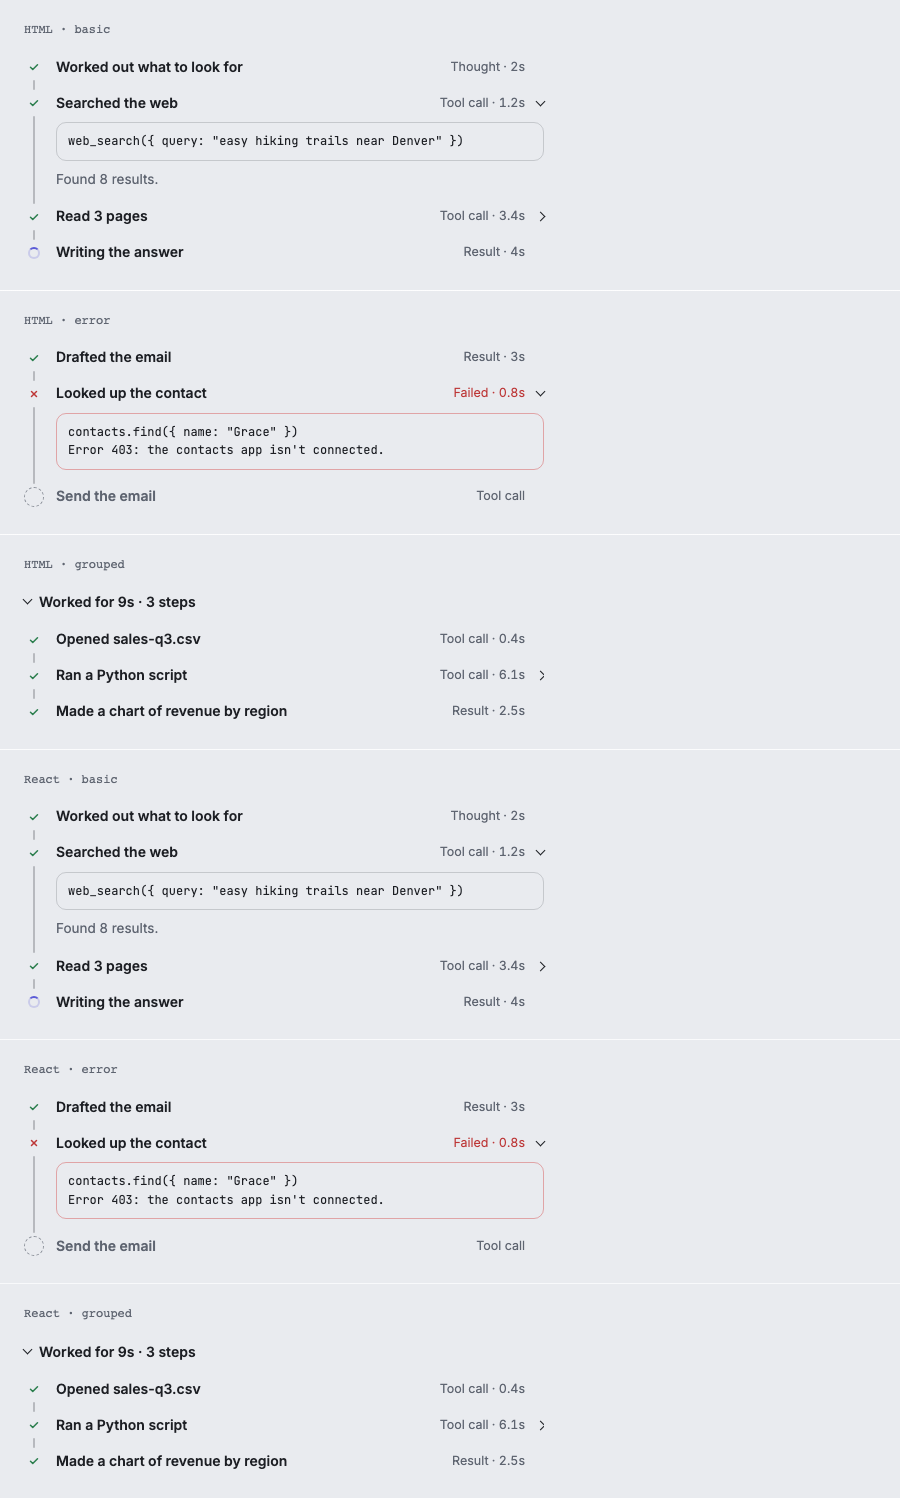 HTML · basic
Worked out what to look for Thought · 2s
Searched the web Tool call · 1.2s
web_search({ query: "easy hiking trails near Denver" })
Found 8 results.
Read 3 pages Tool call · 3.4s
Writing the answer Result · 4s
HTML · error
Drafted the email Result · 3s
Looked up the contact Failed · 0.8s
contacts.find({ name: "Grace" })
Error 403: the contacts app isn't connected.
Send the email Tool call
HTML · grouped
Worked for 9s · 3 steps
Opened sales-q3.csv Tool call · 0.4s
Ran a Python script Tool call · 6.1s
Made a chart of revenue by region Result · 2.5s
React · basic
Worked out what to look for Thought · 2s
Searched the web Tool call · 1.2s
web_search({ query: "easy hiking trails near Denver" })
Found 8 results.
Read 3 pages Tool call · 3.4s
Writing the answer Result · 4s
React · error
Drafted the email Result · 3s
Looked up the contact Failed · 0.8s
contacts.find({ name: "Grace" })
Error 403: the contacts app isn't connected.
Send the email Tool call
React · grouped
Worked for 9s · 3 steps
Opened sales-q3.csv Tool call · 0.4s
Ran a Python script Tool call · 6.1s
Made a chart of revenue by region Result · 2.5s